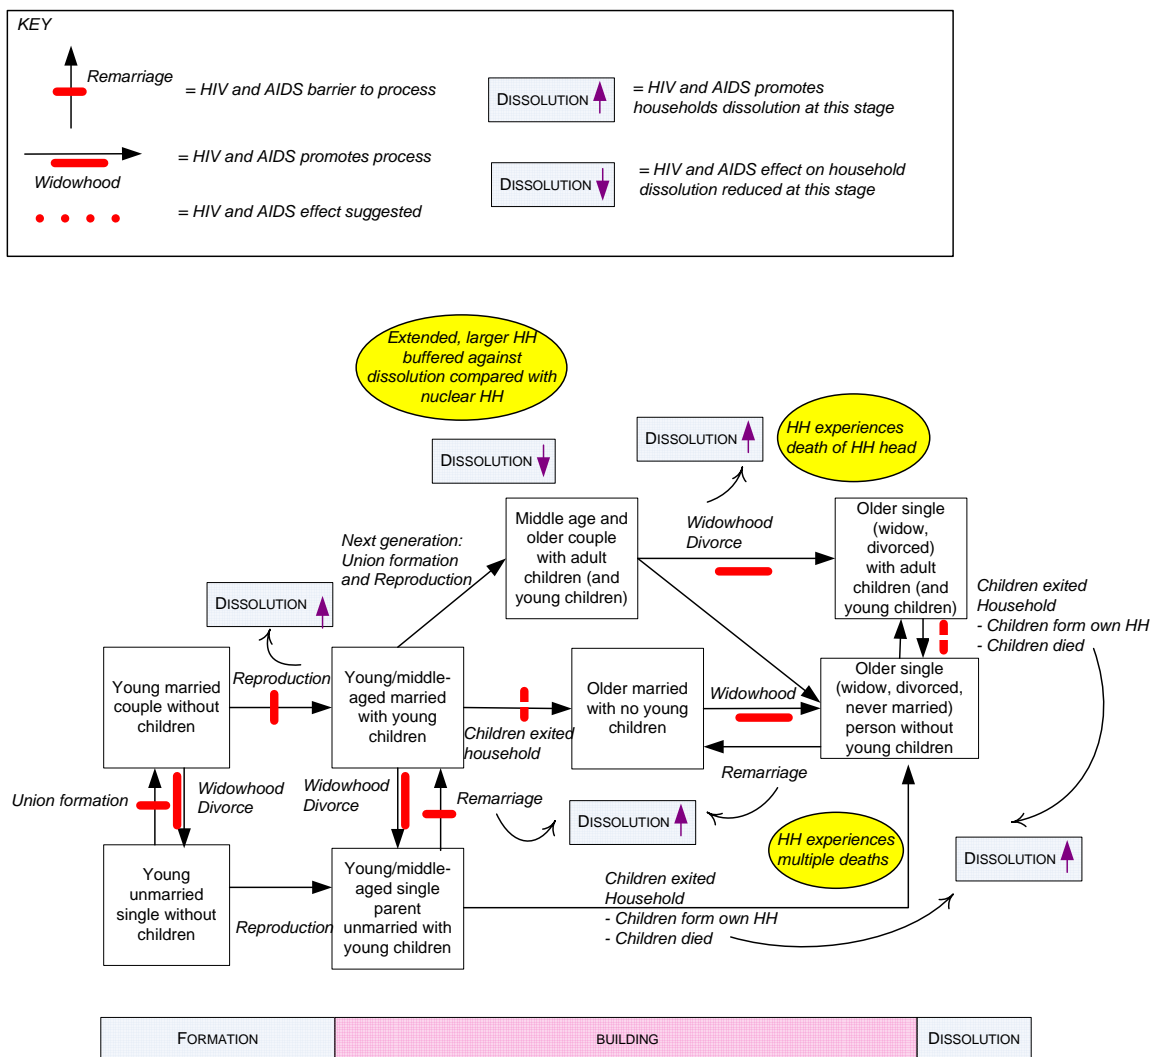 KEY
Remarriage
= HIV and AIDS barrier to process
Widowhood
= HIV and AIDS promotes process
= HIV and AIDS effect suggested
DISSOLUTION
= HIV and AIDS promotes
households dissolution at this stage
DISSOLUTION
= HIV and AIDS effect on household
dissolution reduced at this stage
Extended, larger HH
buffered against
dissolution compared with
nuclear HH
DISSOLUTION
DISSOLUTION
HH experiences
death of HH head
Next generation:
Union formation
and Reproduction
Middle age and
older couple
with adult
children (and
young children)
Widowhood
Divorce
Older single
(widow,
divorced)
with adult
children (and
young children)
Children exited
Household
- Children form own HH
- Children died
DISSOLUTION
Young married
couple without
children
Reproduction
Young/middle-
aged married
with young
children
Children exited
household
Older married
with no young
children
Widowhood
Older single
(widow, divorced,
never married)
person without
young children
Union formation
Widowhood
Divorce
Widowhood
Divorce
Remarriage
DISSOLUTION
Remarriage
HH experiences
multiple deaths
DISSOLUTION
Young
unmarried
single without
children
Reproduction
Young/middle-
aged single
parent
unmarried with
young children
Children exited
Household
- Children form own HH
- Children died
FORMATION
BUILDING
DISSOLUTION